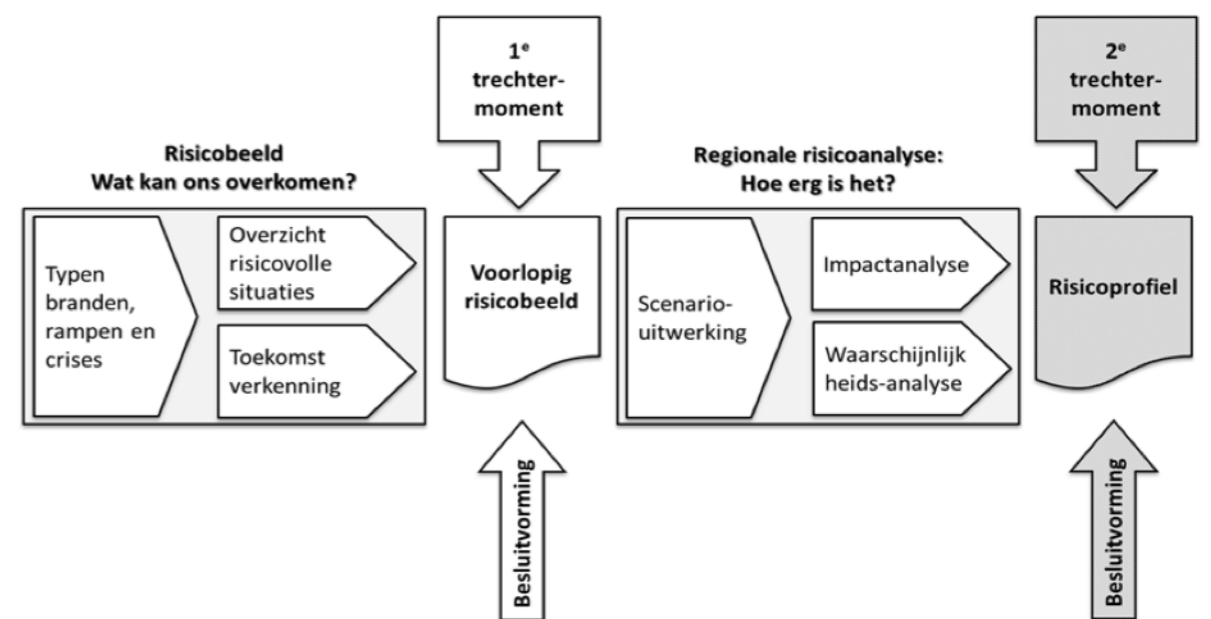 1e
trechter-
moment
2e
trechter-
moment
Risicobeeld
Wat kan ons overkomen?
Regionale risicoanalyse:
Hoe erg is het?
Typen
branden,
rampen en
crises
Overzicht
risicovolle
situaties
Toekomst
verkenning
Voorlopig
risicobeeld
Scenario-
uitwerking
Impactanalyse
Waarschijnlijk
heids-analyse
Risicoprofiel
Besluitvorming
Besluitvorming